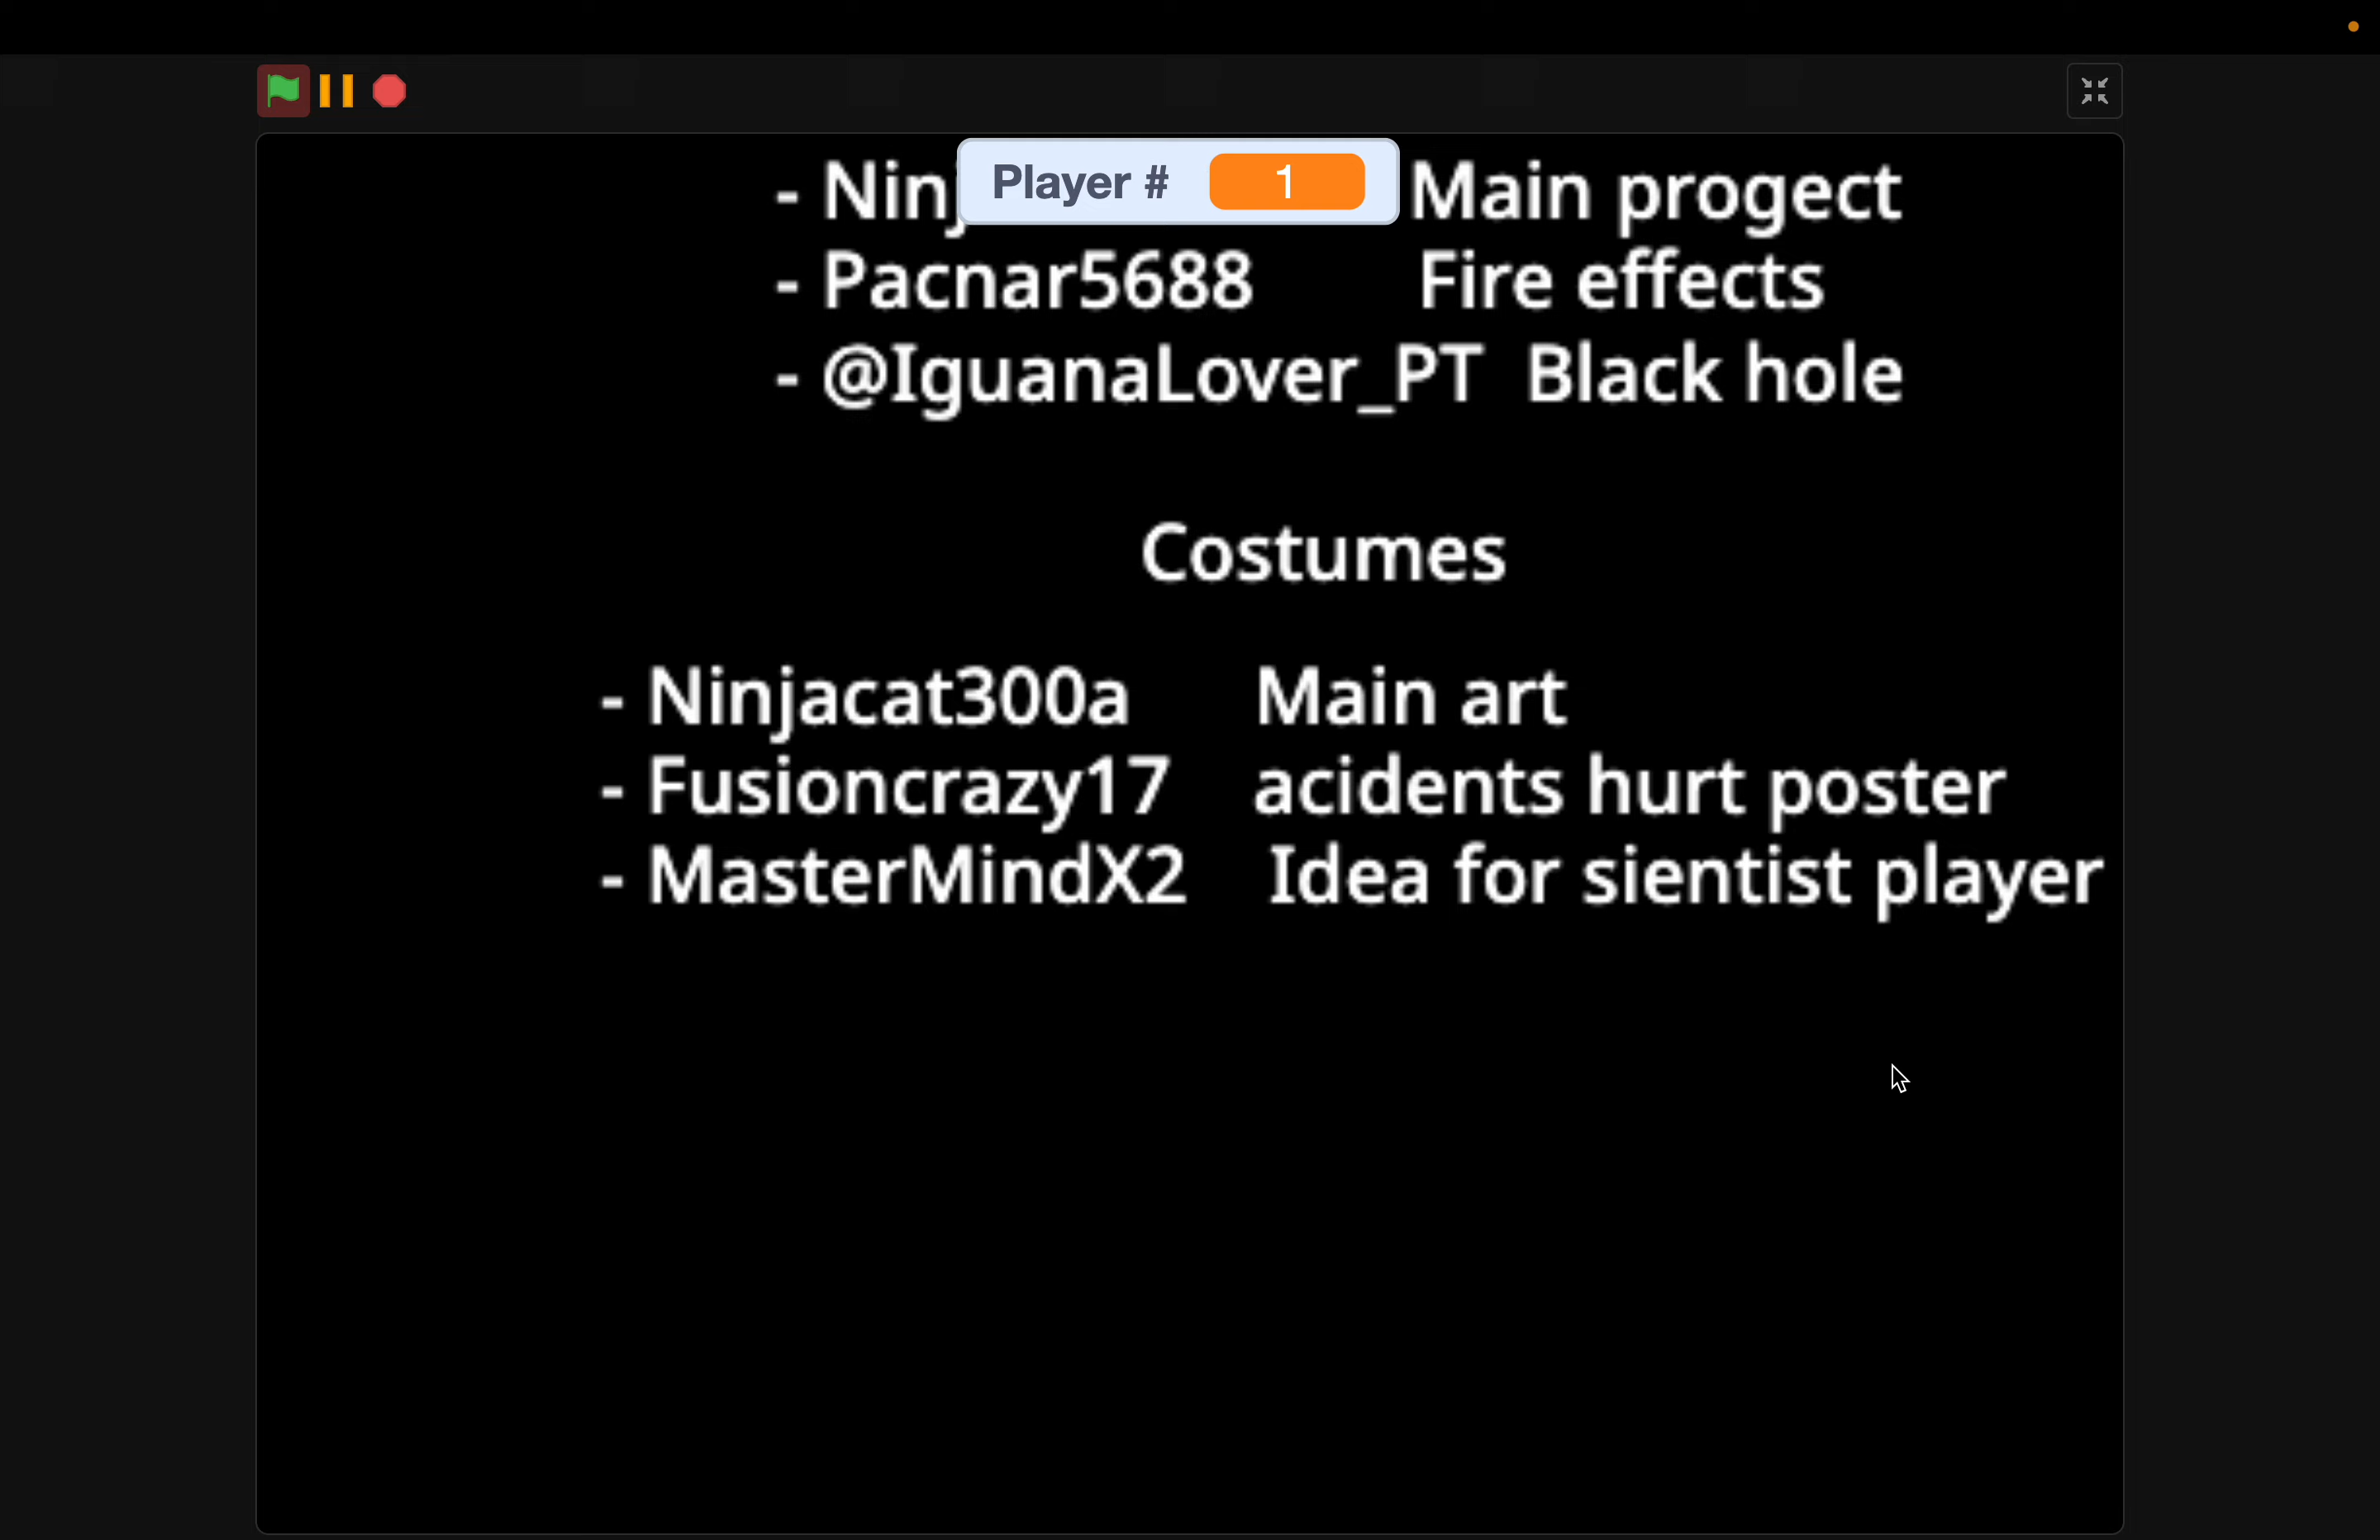 Player # 1
- Main progect
- Pacnar5688 Fire effects
- @IguanaLover_PT Black hole
Costumes
- Ninjacat300a Main art
- Fusioncrazy17 acidents hurt poster
- MasterMindX2 Idea for sientist player